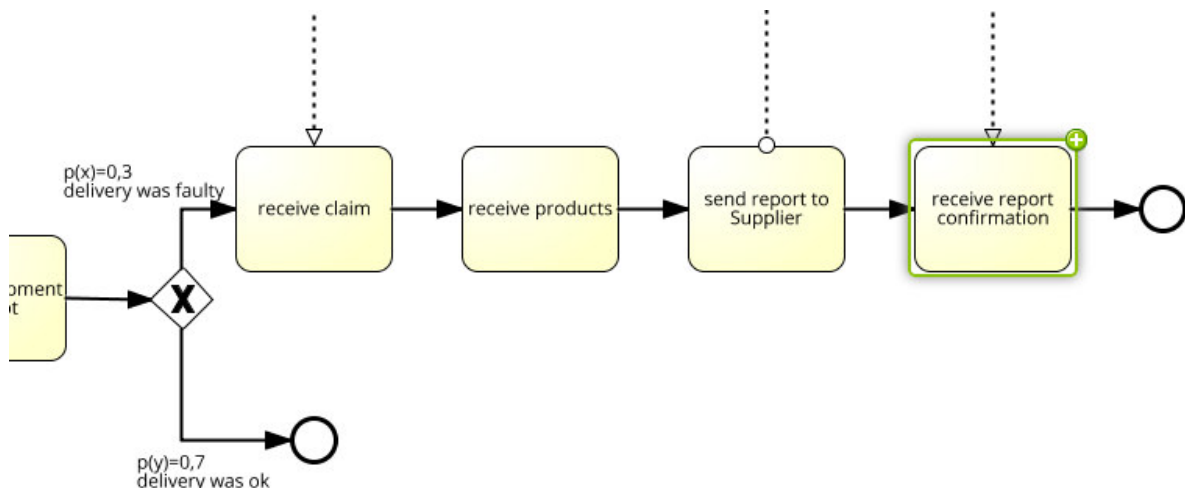 p(x)=0,3
delivery was faulty
receive claim
receive products
send report to
Supplier
receive report
confirmation
X
p(y)=0,7
delivery was ok